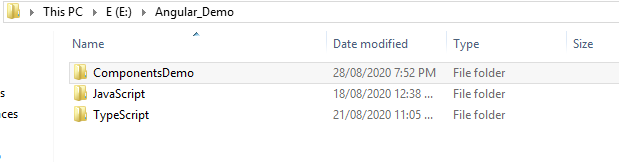 This PC E (E:) Angular_Demo
Name Date modified Type Size
ComponentsDemo 28/08/2020 7:52 PM File folder
JavaScript 18/08/2020 12:38 ... File folder
TypeScript 21/08/2020 11:05 ... File folder
s
aces